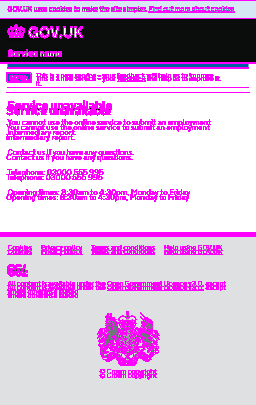 GOV.UK uses cookies to make the site simpler. Find out more about cookies
GOV.UK
Service name
This is a new service – your feedback will help us to improve
it.
Service unavailable
You cannot use the online service to submit an employment
intermediary report.
Contact us if you have any questions.
Telephone: 03000 555 995
Opening times: 8:30am to 4:30pm, Monday to Friday
Cookies Privacy policy Terms and conditions Help using GOV.UK
OGL
All content is available under the Open Government Licence v3.0, except
where otherwise stated
© Crown copyright